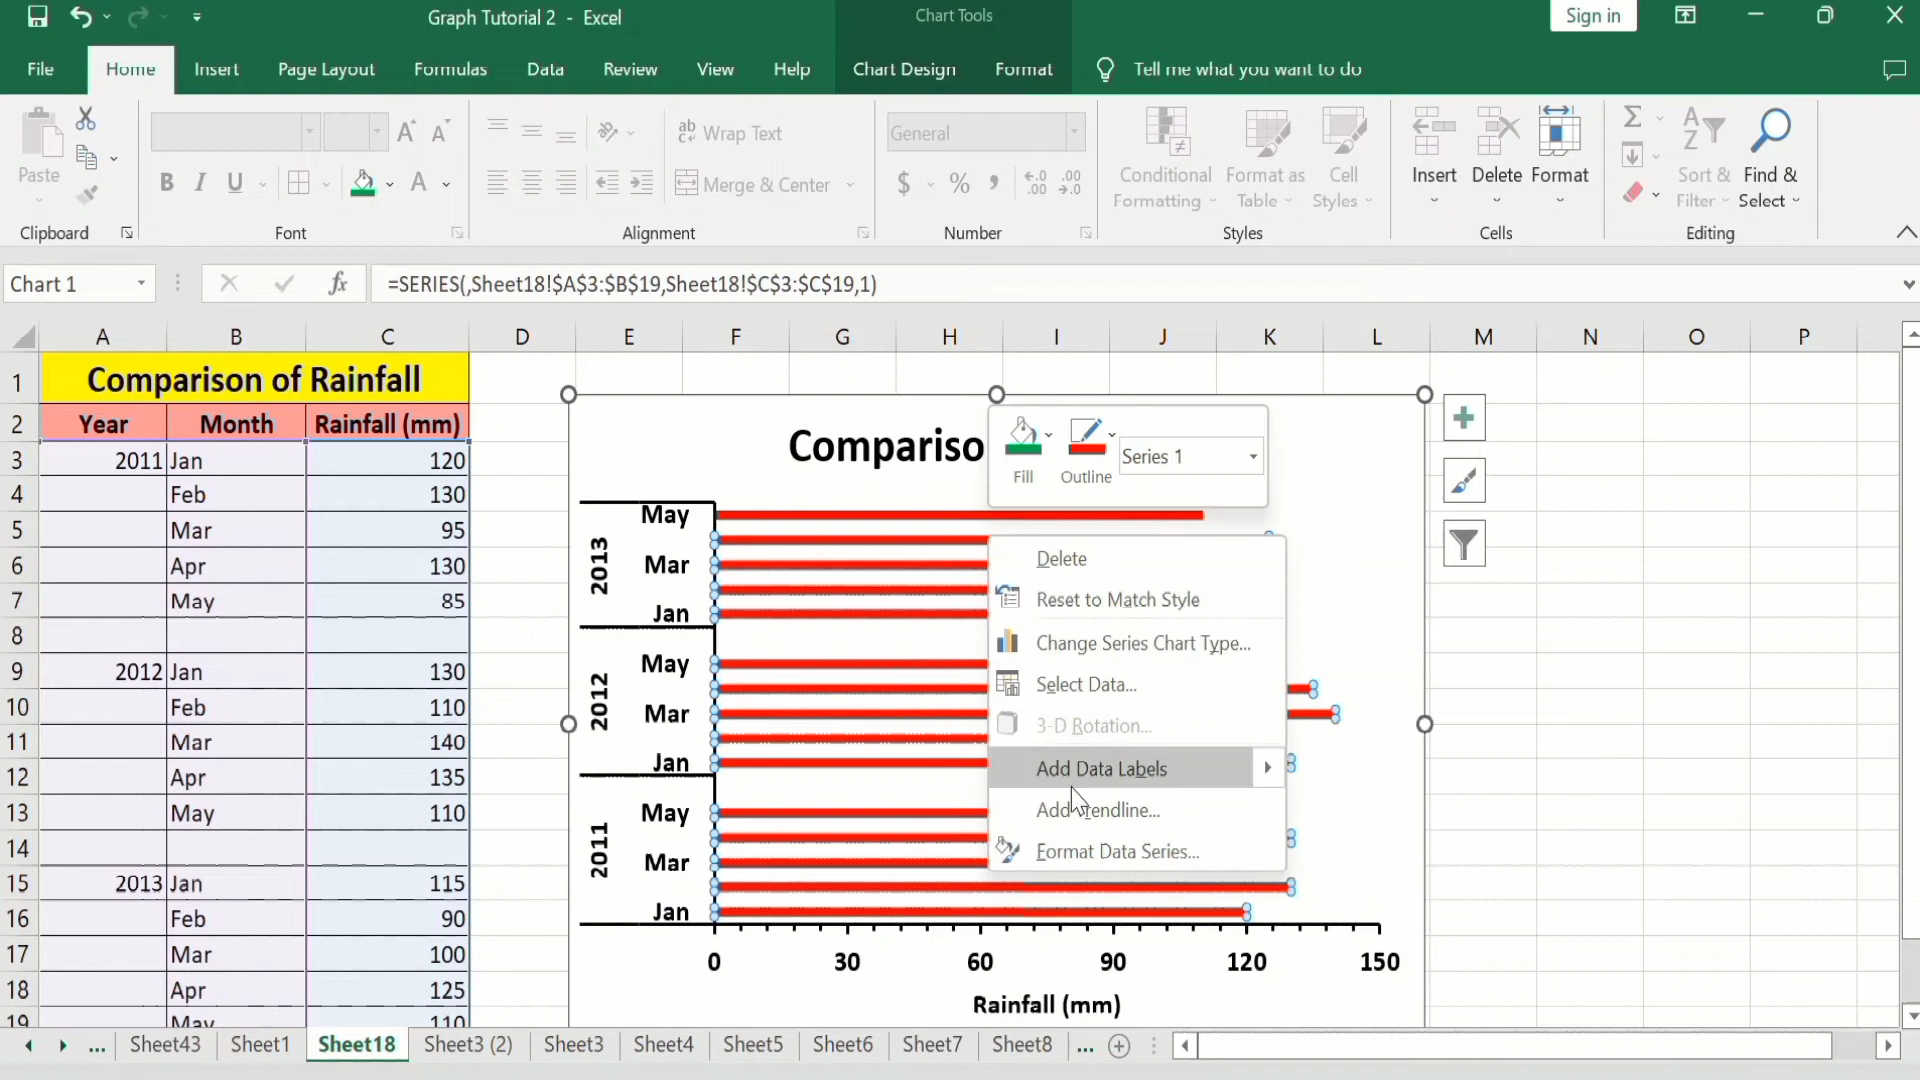 Graph Tutorial 2 - Excel
Chart Tools
Sign in
File Home Insert Page Layout Formulas Data Review View Help Chart Design Format Tell me what you want to do
Paste
Clipboard
B I U A
Font
ab Wrap Text
Merge & Center
Alignment
General
$ % ,
Number
Conditional Formatting
Format as Table
Cell Styles
Styles
Insert Delete Format
Cells
Sort & Filter
Find & Select
Editing
Chart 1
fx
=SERIES(,Sheet18!$A$3:$B$19,Sheet18!$C$3:$C$19,1)
A B C D E F G H I J K L M N O P
1 Comparison of Rainfall
2 Year Month Rainfall (mm)
3 2011 Jan 120
4 Feb 130
5 Mar 95
6 Apr 130
7 May 85
8
9 2012 Jan 130
10 Feb 110
11 Mar 140
12 Apr 135
13 May 110
14
15 2013 Jan 115
16 Feb 90
17 Mar 100
18 Apr 125
19 May 110
Compariso
Fill
Outline
Series 1
2013
May
Mar
Jan
2012
May
Mar
Jan
2011
May
Mar
Jan
0 30 60 90 120 150
Rainfall (mm)
Delete
Reset to Match Style
Change Series Chart Type...
Select Data...
3-D Rotation...
Add Data Labels
Add Trendline...
Format Data Series...
... Sheet43 Sheet1 Sheet18 Sheet3 (2) Sheet3 Sheet4 Sheet5 Sheet6 Sheet7 Sheet8 ...